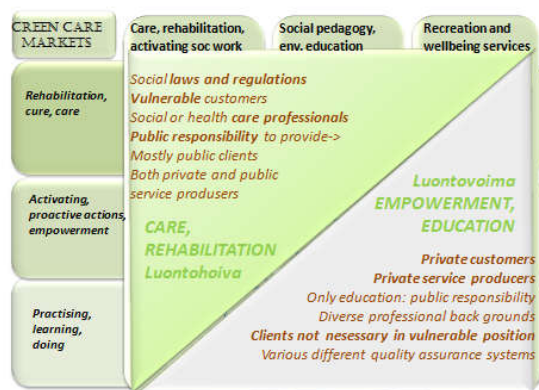 GREEN CARE
MARKETS
Care, rehabilitation,
activating soc work
Social pedagogy,
env. education
Recreation and
wellbeing services
Rehabilitation,
cure, care
Activating,
proactive actions,
empowerment
Practising,
learning,
doing
Social laws and regulations
Vulnerable customers
Social or health care professionals
Public responsibility to provide->
Mostly public clients
Both private and public
service produsers
CARE,
REHABILITATION
Luontohoiva
Luontovoima
EMPOWERMENT,
EDUCATION
Private customers
Private service producers
Only education: public responsibility
Diverse professional back grounds
Clients not nesessary in vulnerable position
Various different quality assurance systems